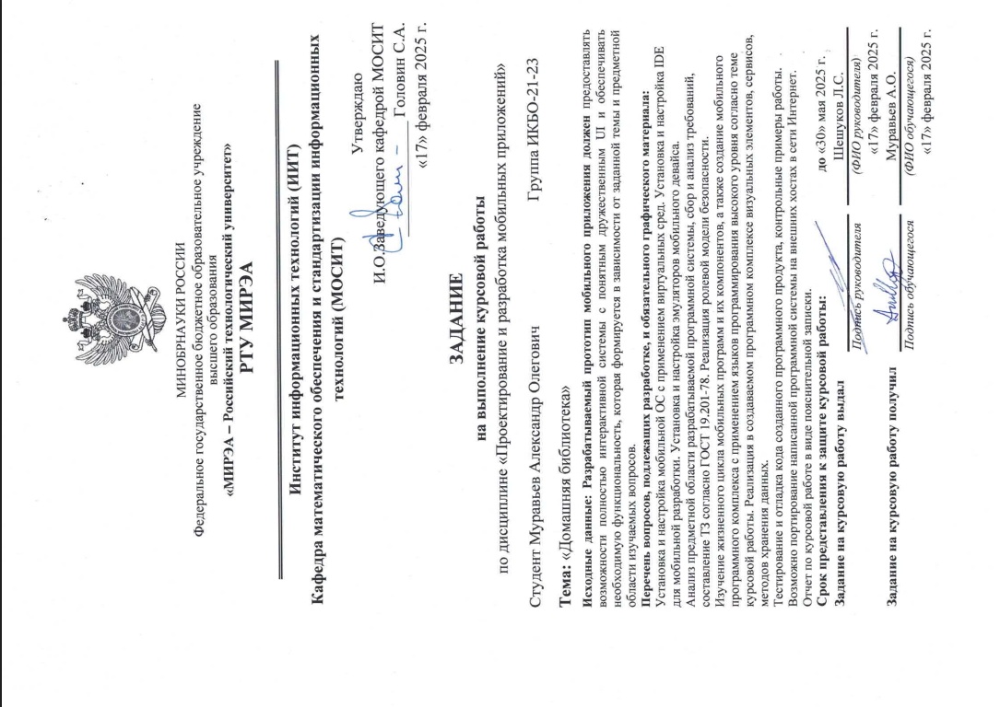 МИНОБРНАУКИ РОССИИ
Федеральное государственное бюджетное образовательное учреждение
высшего образования
«МИРЭА – Российский технологический университет»
РТУ МИРЭА
Институт информационных технологий (ИИТ)
Кафедра математического обеспечения и стандартизации информационных
технологий (МОСИТ)
Утверждаю
И.О.Заведующего кафедрой МОСИТ
Головин С.А.
«17» февраля 2025 г.
ЗАДАНИЕ
на выполнение курсовой работы
по дисциплине «Проектирование и разработка мобильных приложений»
Студент Муравьев Александр Олегович Группа ИКБО-21-23
Тема: «Домашняя библиотека»
Исходные данные: Разрабатываемый прототип мобильного приложения должен предоставлять
возможности полностью интерактивной системы с понятным дружественным UI и обеспечивать
необходимую функциональность, которая формируется в зависимости от заданной темы и предметной
области изучаемых вопросов.
Перечень вопросов, подлежащих разработке, и обязательного графического материала:
Установка и настройка мобильной ОС с применением виртуальных сред. Установка и настройка IDE
для мобильной разработки. Установка и настройка эмуляторов мобильного девайса.
Анализ предметной области разрабатываемой программной системы, сбор и анализ требований,
составление ТЗ согласно ГОСТ 19.201-78. Реализация ролевой модели безопасности.
Изучение жизненного цикла мобильных программ и их компонентов, а также создание мобильного
программного комплекса с применением языков программирования высокого уровня согласно теме
курсовой работы. Реализация в создаваемом программном комплексе визуальных элементов, сервисов,
методов хранения данных.
Тестирование и отладка кода созданного программного продукта, контрольные примеры работы.
Возможно портирование написанной программной системы на внешних хостах в сети Интернет.
Отчет по курсовой работе в виде пояснительной записки.
Срок представления к защите курсовой работы: до «30» мая 2025 г.
Задание на курсовую работу выдал Шешуков Л.С.
Подпись руководителя (ФИО руководителя)
«17» февраля 2025 г.
Задание на курсовую работу получил Муравьев А.О.
Подпись обучающегося (ФИО обучающегося)
«17» февраля 2025 г.